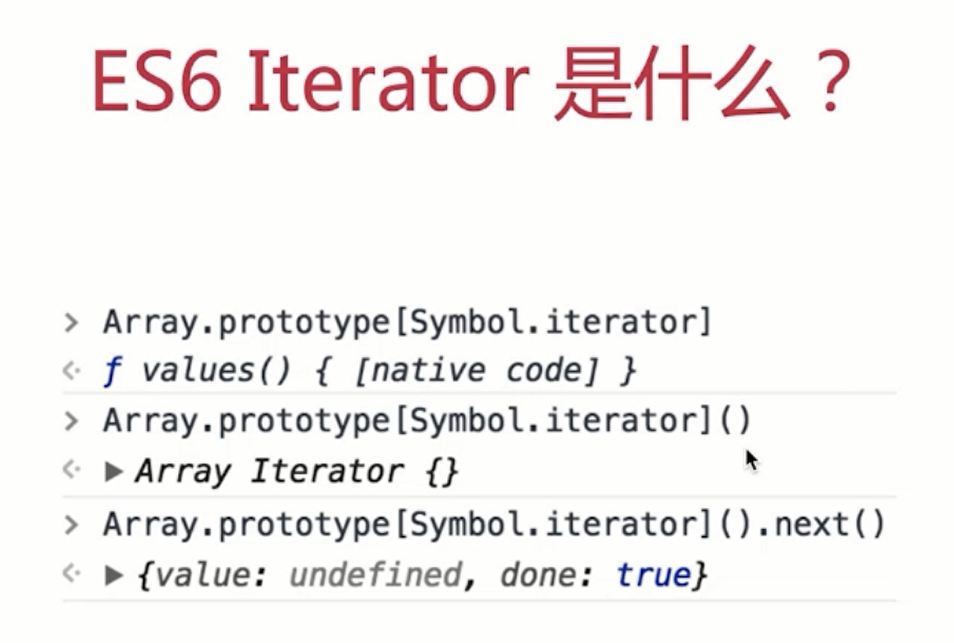 ES6 Iterator 是什么？
> Array.prototype[Symbol.iterator]
<· ƒ values() { [native code] }
> Array.prototype[Symbol.iterator]()
<· ▶ Array Iterator {}
> Array.prototype[Symbol.iterator]().next()
<· ▶ {value: undefined, done: true}